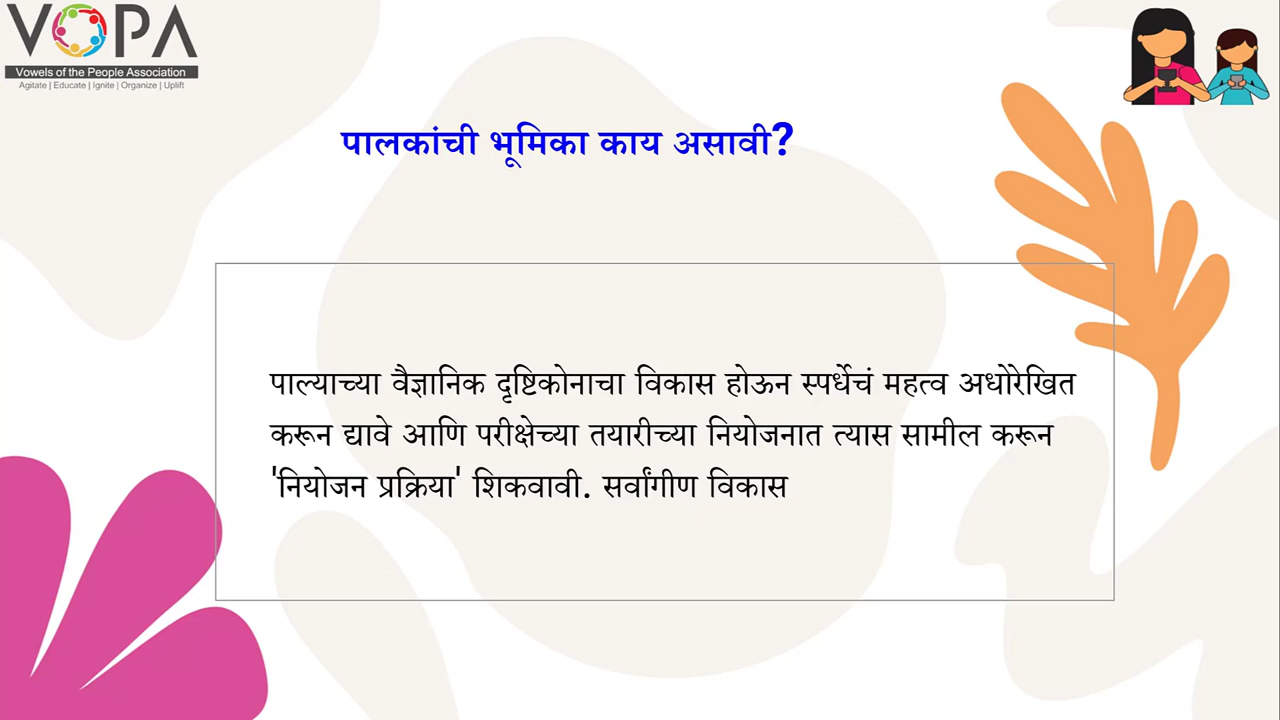 VOPA
Vowels of the People Association
Agitate | Educate | Ignite | Organize | Uplift
पालकांची भूमिका काय असावी?
पाल्याच्या वैज्ञानिक दृष्टिकोनाचा विकास होऊन स्पर्धेचं महत्व अधोरेखित
करून द्यावे आणि परीक्षेच्या तयारीच्या नियोजनात त्यास सामील करून
'नियोजन प्रक्रिया' शिकवावी. सर्वांगीण विकास